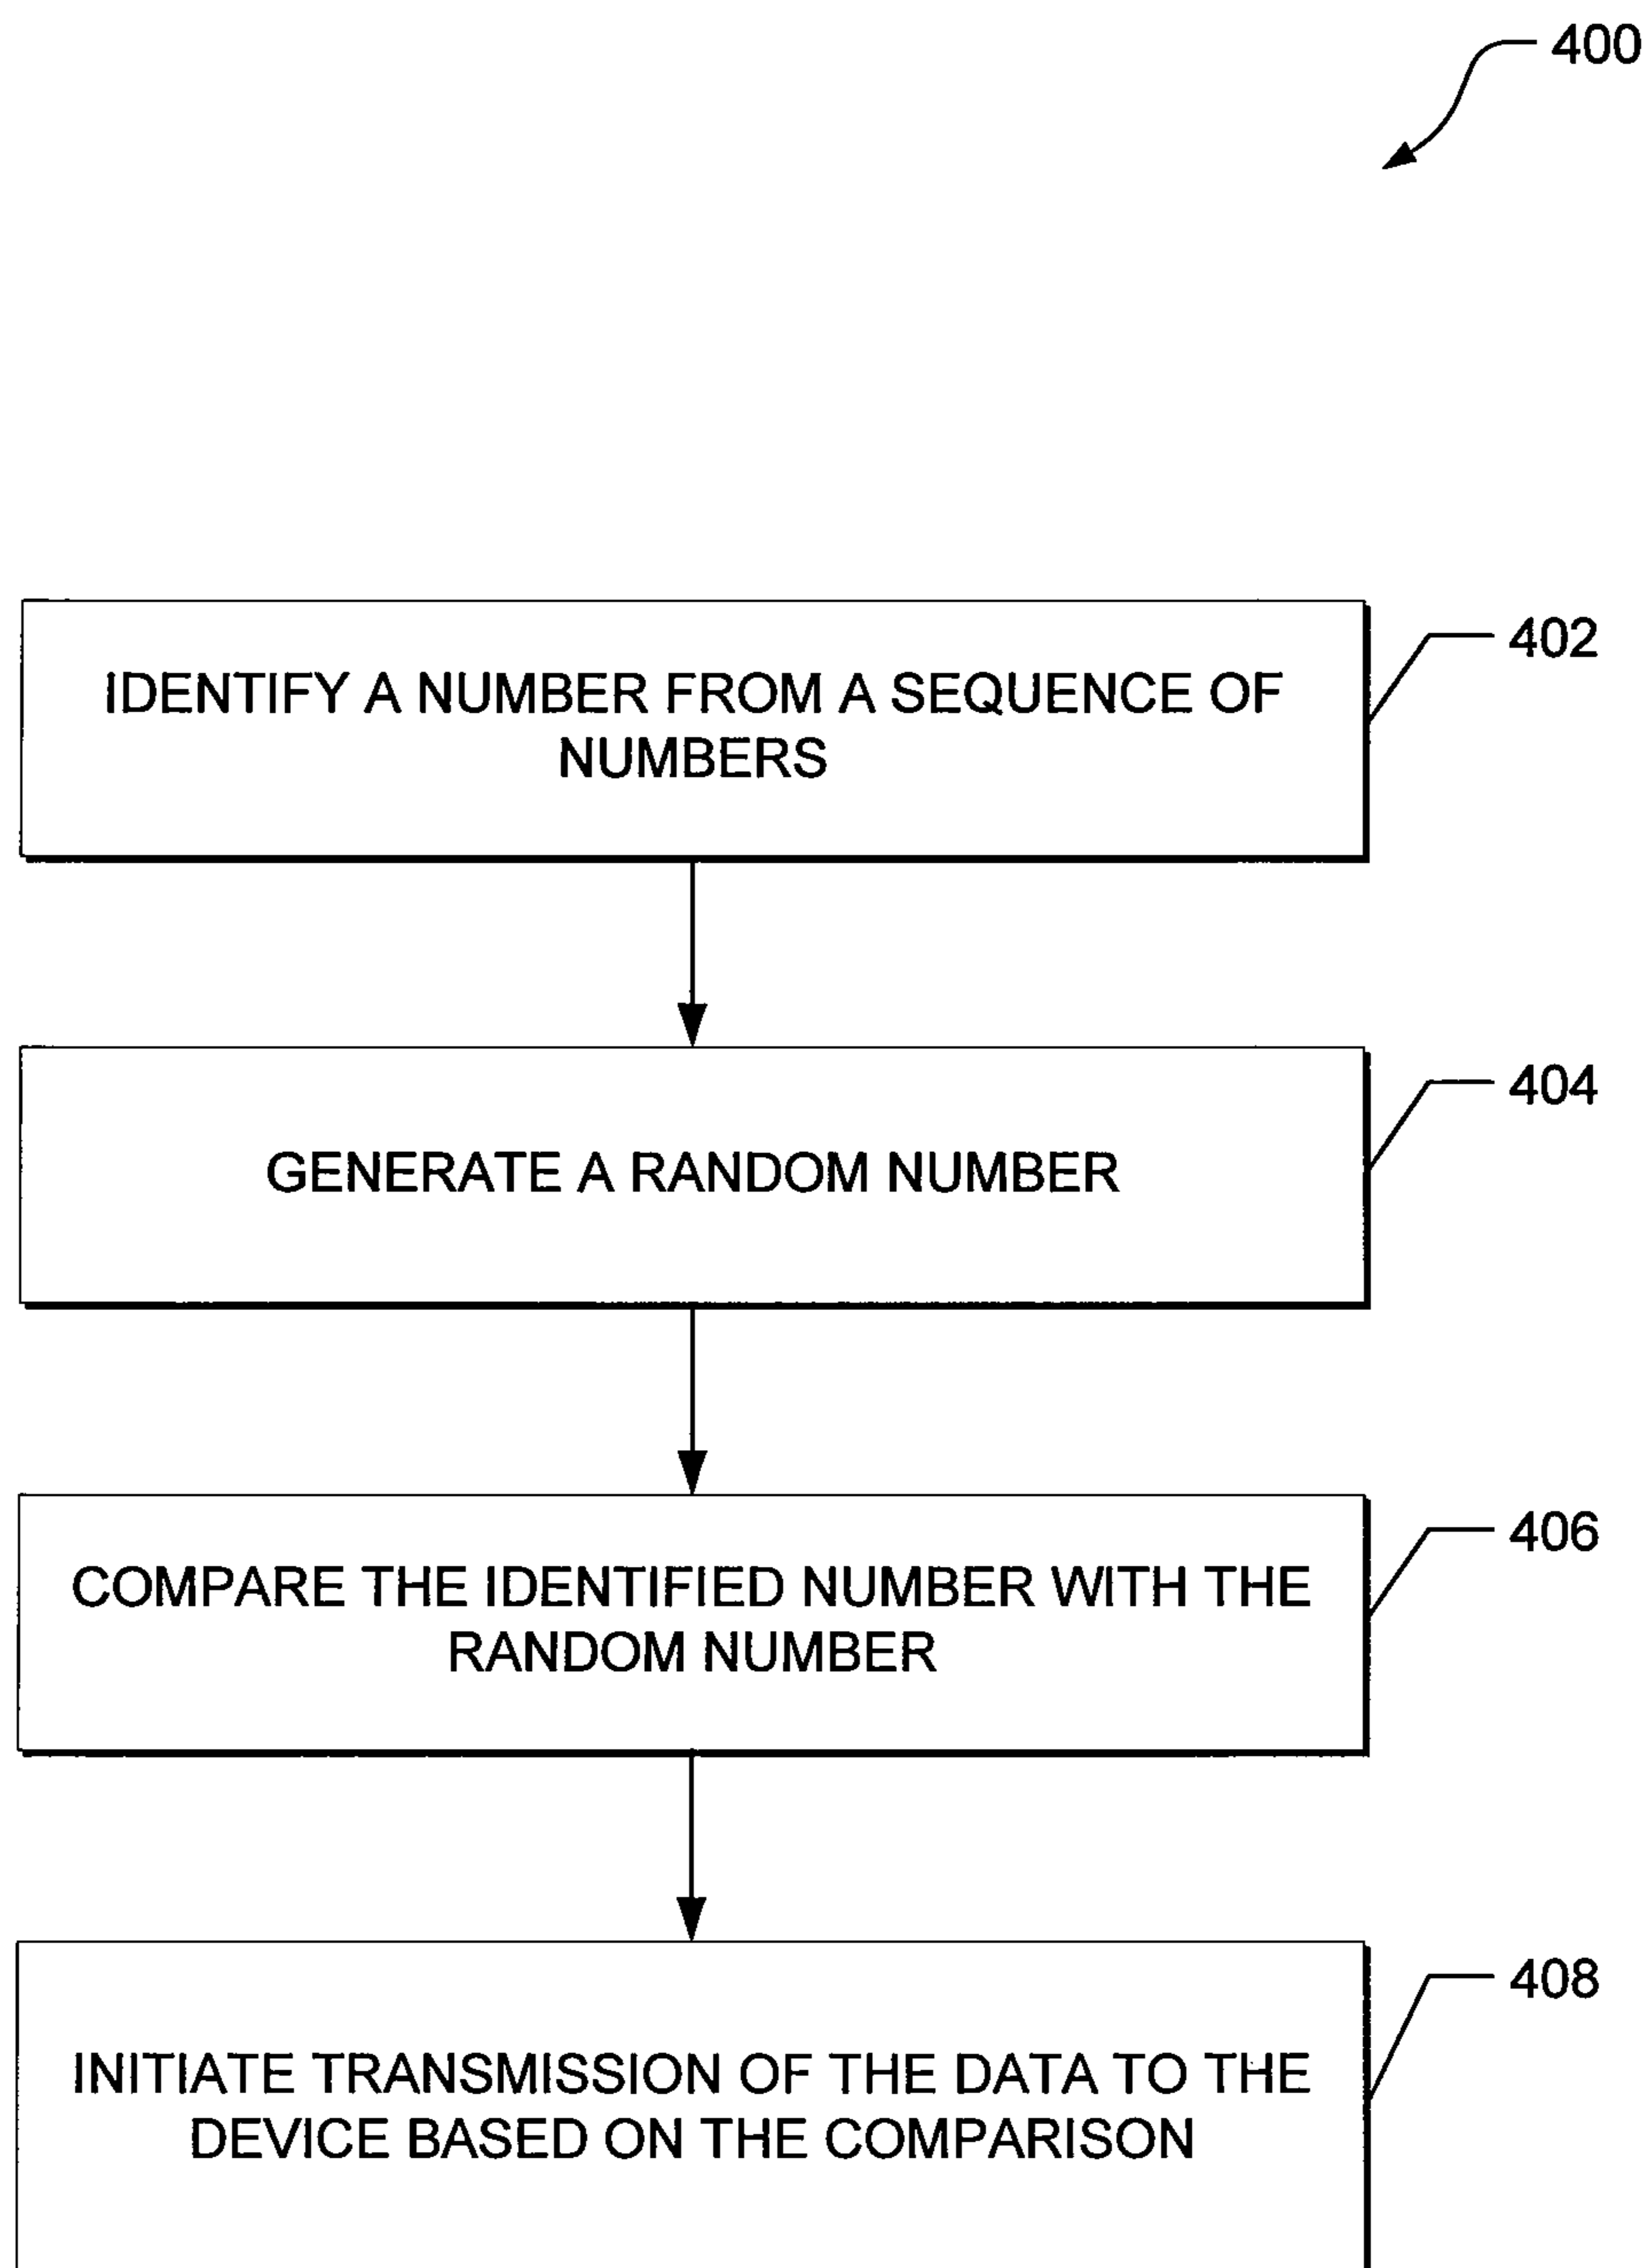 400
IDENTIFY A NUMBER FROM A SEQUENCE OF
NUMBERS
402
GENERATE A RANDOM NUMBER
404
COMPARE THE IDENTIFIED NUMBER WITH THE
RANDOM NUMBER
406
INITIATE TRANSMISSION OF THE DATA TO THE
DEVICE BASED ON THE COMPARISON
408